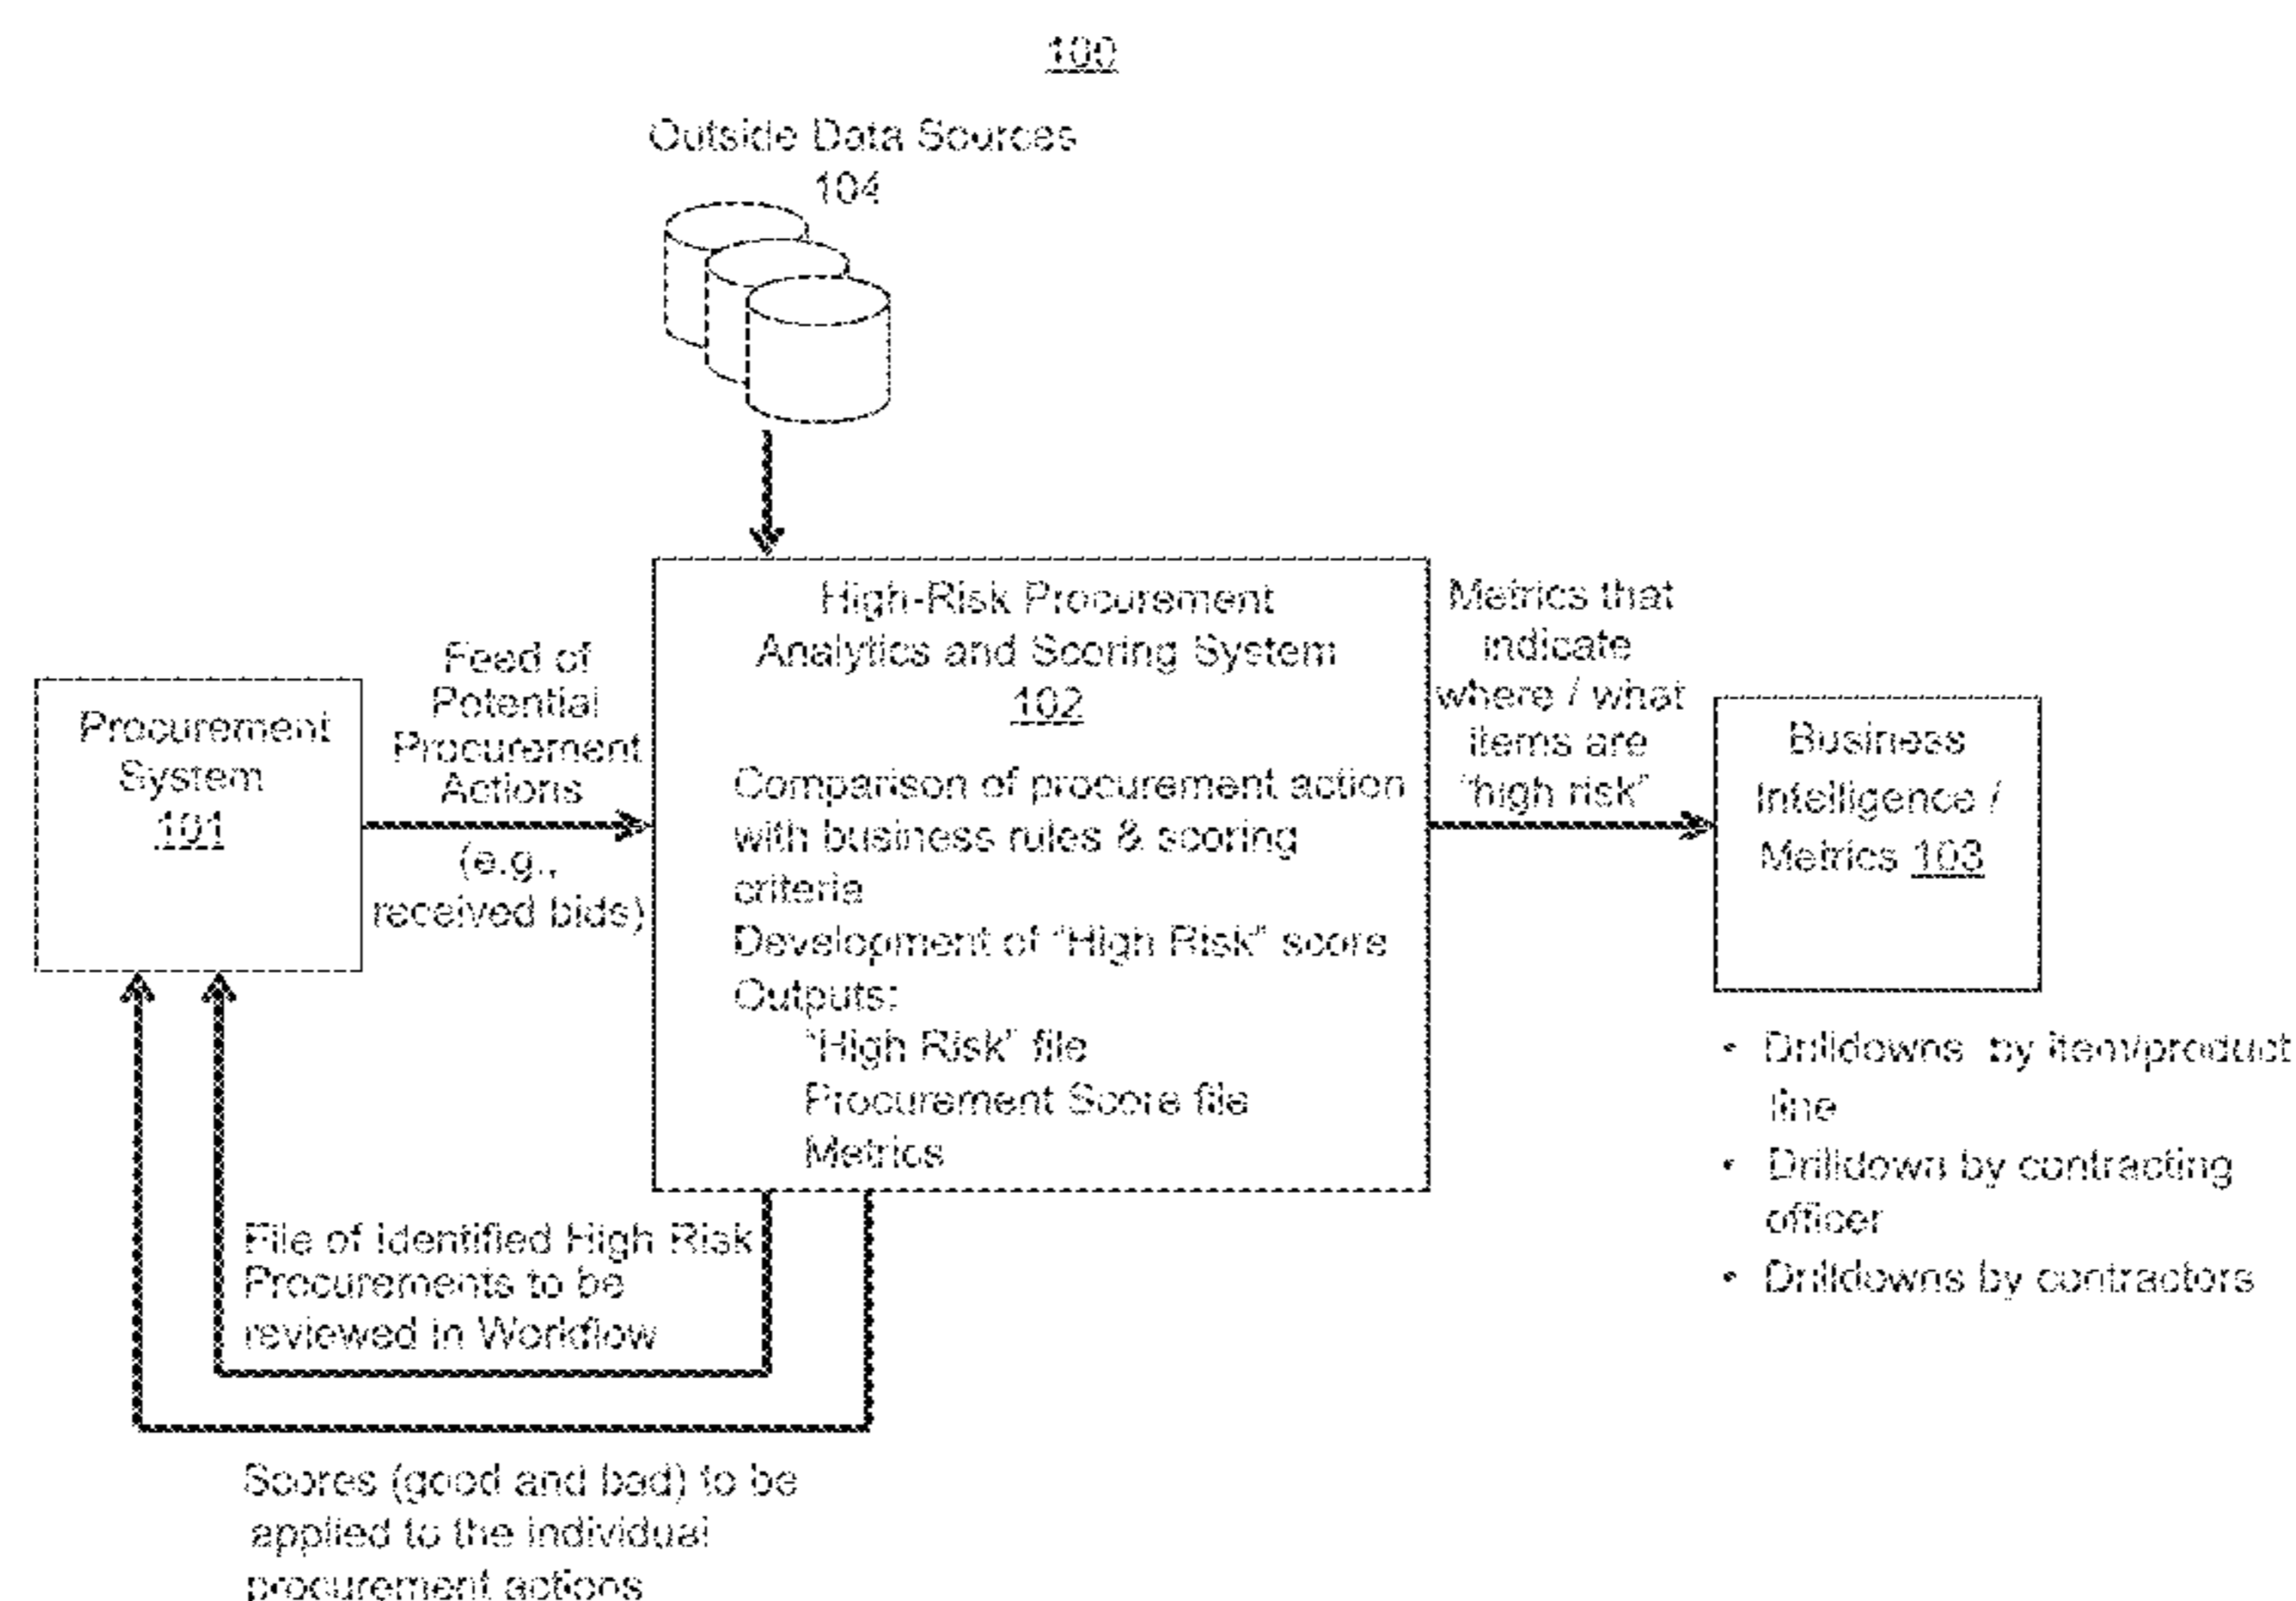 100
Outside Data Sources
104
High-Risk Procurement
Analytics and Scoring System
102
Comparison of procurement action
with business rules & scoring
criteria
Development of "High Risk" score
Outputs:
"High Risk" file
Procurement Score file
Metrics
Procurement
System
101
Feed of
Potential
Procurement
Actions
(e.g.,
received bids)
Metrics that
indicate
where / what
items are
"high risk"
Business
Intelligence /
Metrics 103
• Drilldowns by item/product
line
• Drilldown by contracting
officer
• Drilldowns by contractors
File of Identified High Risk
Procurements to be
reviewed in Workflow
Scores (good and bad) to be
applied to the individual
procurement actions